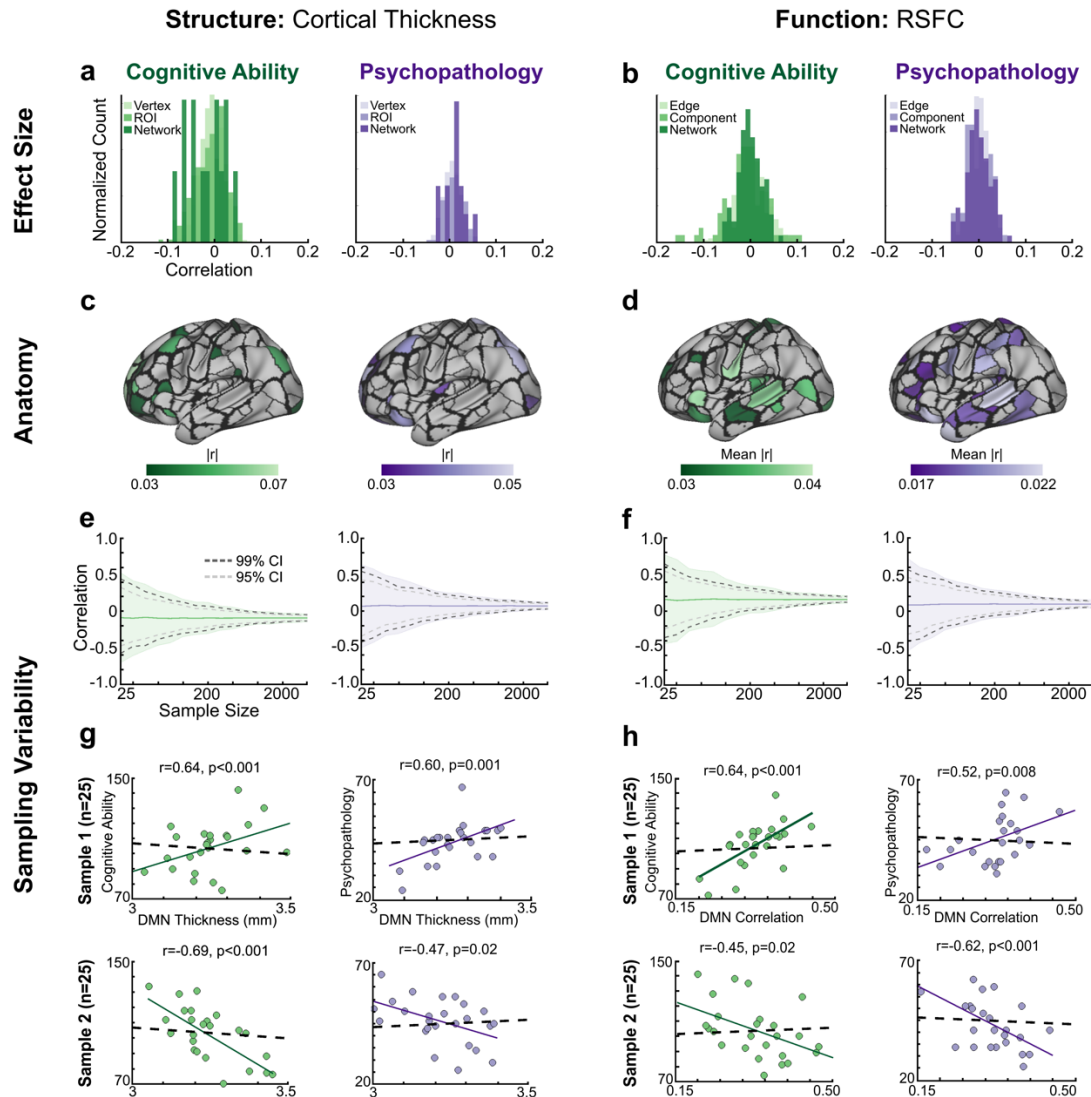 Structure: Cortical Thickness
Function: RSFC
Effect Size
a
Cognitive Ability
Psychopathology
b
Cognitive Ability
Psychopathology
Normalized Count
Vertex
ROI
Network
Vertex
ROI
Network
Edge
Component
Network
Edge
Component
Network
-0.2 -0.1 0 0.1 0.2
Correlation
-0.2 -0.1 0 0.1 0.2
-0.2 -0.1 0 0.1 0.2
-0.2 -0.1 0 0.1 0.2
Anatomy
c
d
|r|
0.03 0.07
|r|
0.03 0.05
Mean |r|
0.03 0.04
Mean |r|
0.017 0.022
Sampling Variability
e
Correlation
1.0
0.5
0
-0.5
-1.0
99% CI
95% CI
25 200 2000
Sample Size
1.0
0.5
0
-0.5
-1.0
25 200 2000
f
1.0
0.5
0
-0.5
-1.0
25 200 2000
1.0
0.5
0
-0.5
-1.0
25 200 2000
g
Sample 1 (n=25)
r=0.64, p<0.001
Cognitive Ability
150
70
3 3.5
DMN Thickness (mm)
r=0.60, p=0.001
Psychopathology
70
20
3 3.5
DMN Thickness (mm)
h
Sample 1 (n=25)
r=0.64, p<0.001
Cognitive Ability
150
70
0.15 0.50
DMN Correlation
r=0.52, p=0.008
Psychopathology
70
20
0.15 0.50
DMN Correlation
Sample 2 (n=25)
r=-0.69, p<0.001
150
70
3 3.5
r=-0.47, p=0.02
70
20
3 3.5
Sample 2 (n=25)
r=-0.45, p=0.02
150
70
0.15 0.50
r=-0.62, p<0.001
70
20
0.15 0.50